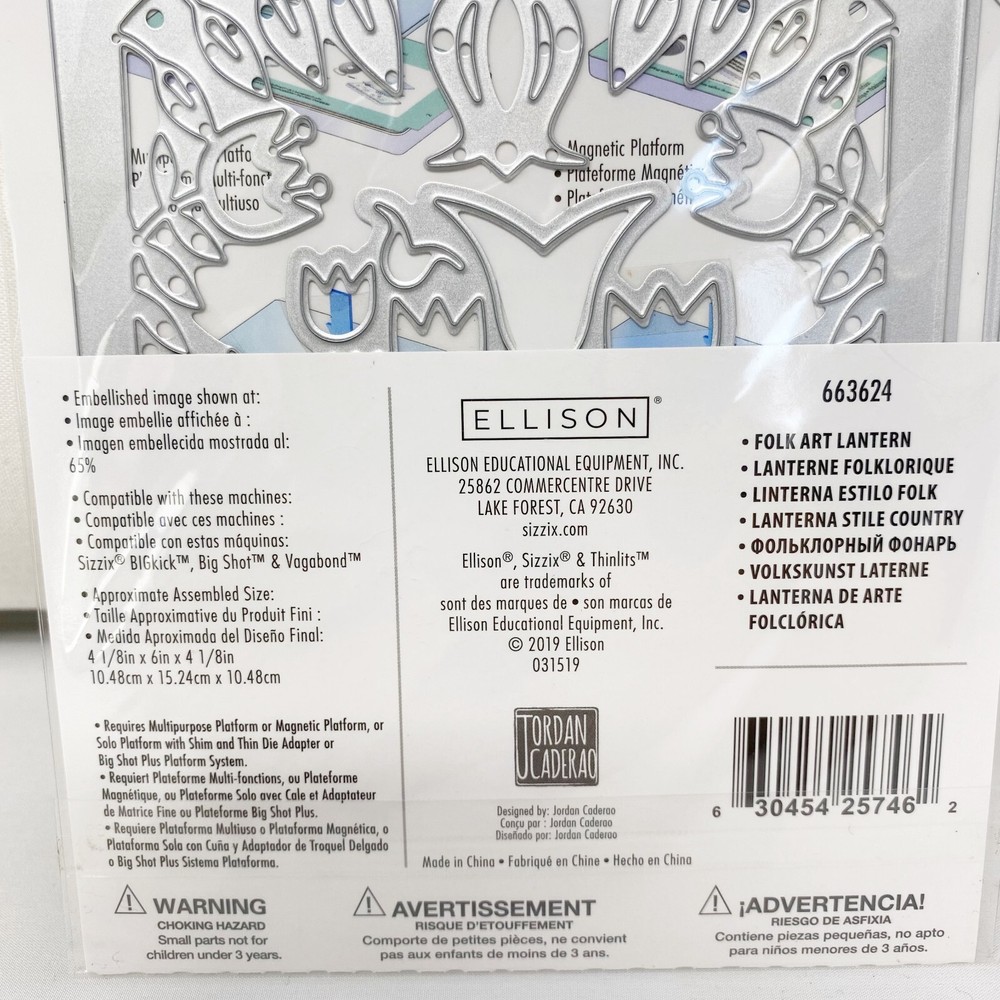 Magnetic Platform
• Plateforme Magnét
ulti-fonct
ultiuso
• Embellished image shown at:
• Image embellie affichée à :
• Imagen embellecida mostrada al:
65%
• Compatible with these machines:
• Compatible avec ces machines :
• Compatible con estas máquinas:
Sizzix® BIGkick™, Big Shot™ & Vagabond™
• Approximate Assembled Size:
• Taille Approximative du Produit Fini :
• Medida Aproximada del Diseño Final:
4 1/8in x 6in x 4 1/8in
10.48cm x 15.24cm x 10.48cm
• Requires Multipurpose Platform or Magnetic Platform, or
Solo Platform with Shim and Thin Die Adapter or
Big Shot Plus Platform System.
• Requiert Plateforme Multi-fonctions, ou Plateforme
Magnétique, ou Plateforme Solo avec Cale et Adaptateur
de Matrice Fine ou Plateforme Big Shot Plus.
• Requiere Plataforma Multiuso o Plataforma Magnética, o
Plataforma Sola con Cuña y Adaptador de Troquel Delgado
o Big Shot Plus Sistema Plataforma.
ELLISON®
ELLISON EDUCATIONAL EQUIPMENT, INC.
25862 COMMERCENTRE DRIVE
LAKE FOREST, CA 92630
sizzix.com
Ellison®, Sizzix® & Thinlits™
are trademarks of
sont des marques de • son marcas de
Ellison Educational Equipment, Inc.
© 2019 Ellison
031519
JORDAN
CADERAO
Designed by: Jordan Caderao
Conçu par : Jordan Caderao
Diseñado por: Jordan Caderao
Made in China • Fabriqué en Chine • Hecho en China
663624
• FOLK ART LANTERN
• LANTERNE FOLKLORIQUE
• LINTERNA ESTILO FOLK
• LANTERNA STILE COUNTRY
• ФОЛЬКЛОРНЫЙ ФОНАРЬ
• VOLKSKUNST LATERNE
• LANTERNA DE ARTE
FOLCLÓRICA
6 30454 25746 2
WARNING
CHOKING HAZARD
Small parts not for
children under 3 years.
AVERTISSEMENT
RISQUE D'ETOUFFEMENT
Comporte de petites pièces, ne convient
pas aux enfants de moins de 3 ans.
¡ADVERTENCIA!
RIESGO DE ASFIXIA
Contiene piezas pequeñas, no apto
para niños menores de 3 años.